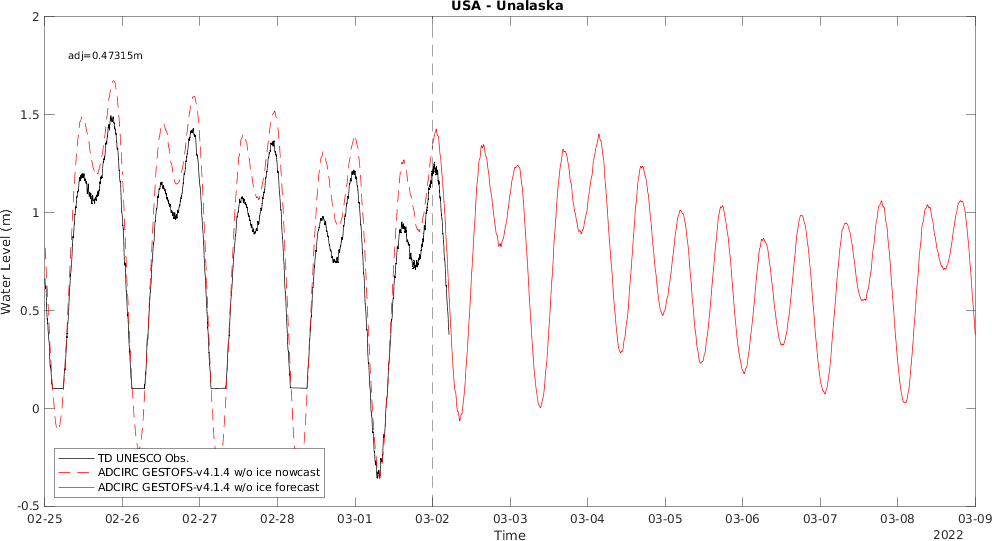 USA - Unalaska
2
adj=0.47315m
1.5
1
0.5
0
-0.5
Water Level (m)
TD UNESCO Obs.
ADCIRC GESTOFS-v4.1.4 w/o ice nowcast
ADCIRC GESTOFS-v4.1.4 w/o ice forecast
02-25 02-26 02-27 02-28 03-01 03-02 03-03 03-04 03-05 03-06 03-07 03-08 03-09
Time
2022